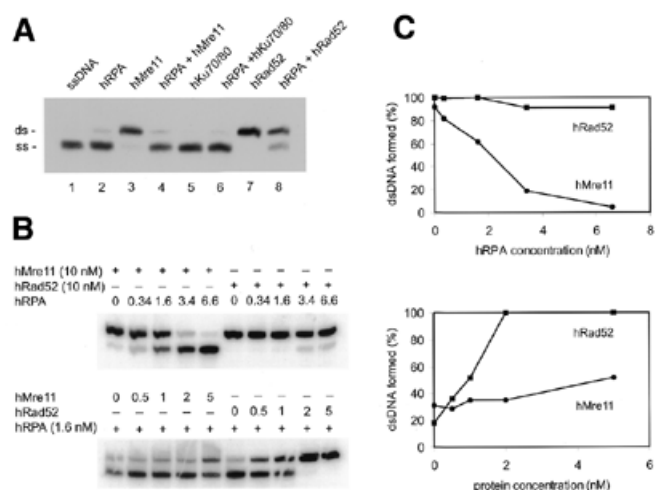 A
ssDNA
hRPA
hMre11
hRPA + hMre11
hKu70/80
hRPA +hKu70/80
hRad52
hRPA + hRad52
ds -
ss -
1 2 3 4 5 6 7 8
B
hMre11 (10 nM) + + + + + – – – – –
hRad52 (10 nM) – – – – – + + + + +
hRPA 0 0.34 1.6 3.4 6.6 0 0.34 1.6 3.4 6.6
hMre11 0 0.5 1 2 5 – – – – –
hRad52 – – – – – 0 0.5 1 2 5
hRPA (1.6 nM) + + + + + + + + + +
C
dsDNA formed (%)
100
80
60
40
20
0
hRad52
hMre11
0 2 4 6 8
hRPA concentration (nM)
dsDNA formed (%)
100
80
60
40
20
0
hRad52
hMre11
0 2 4 6
protein concentration (nM)